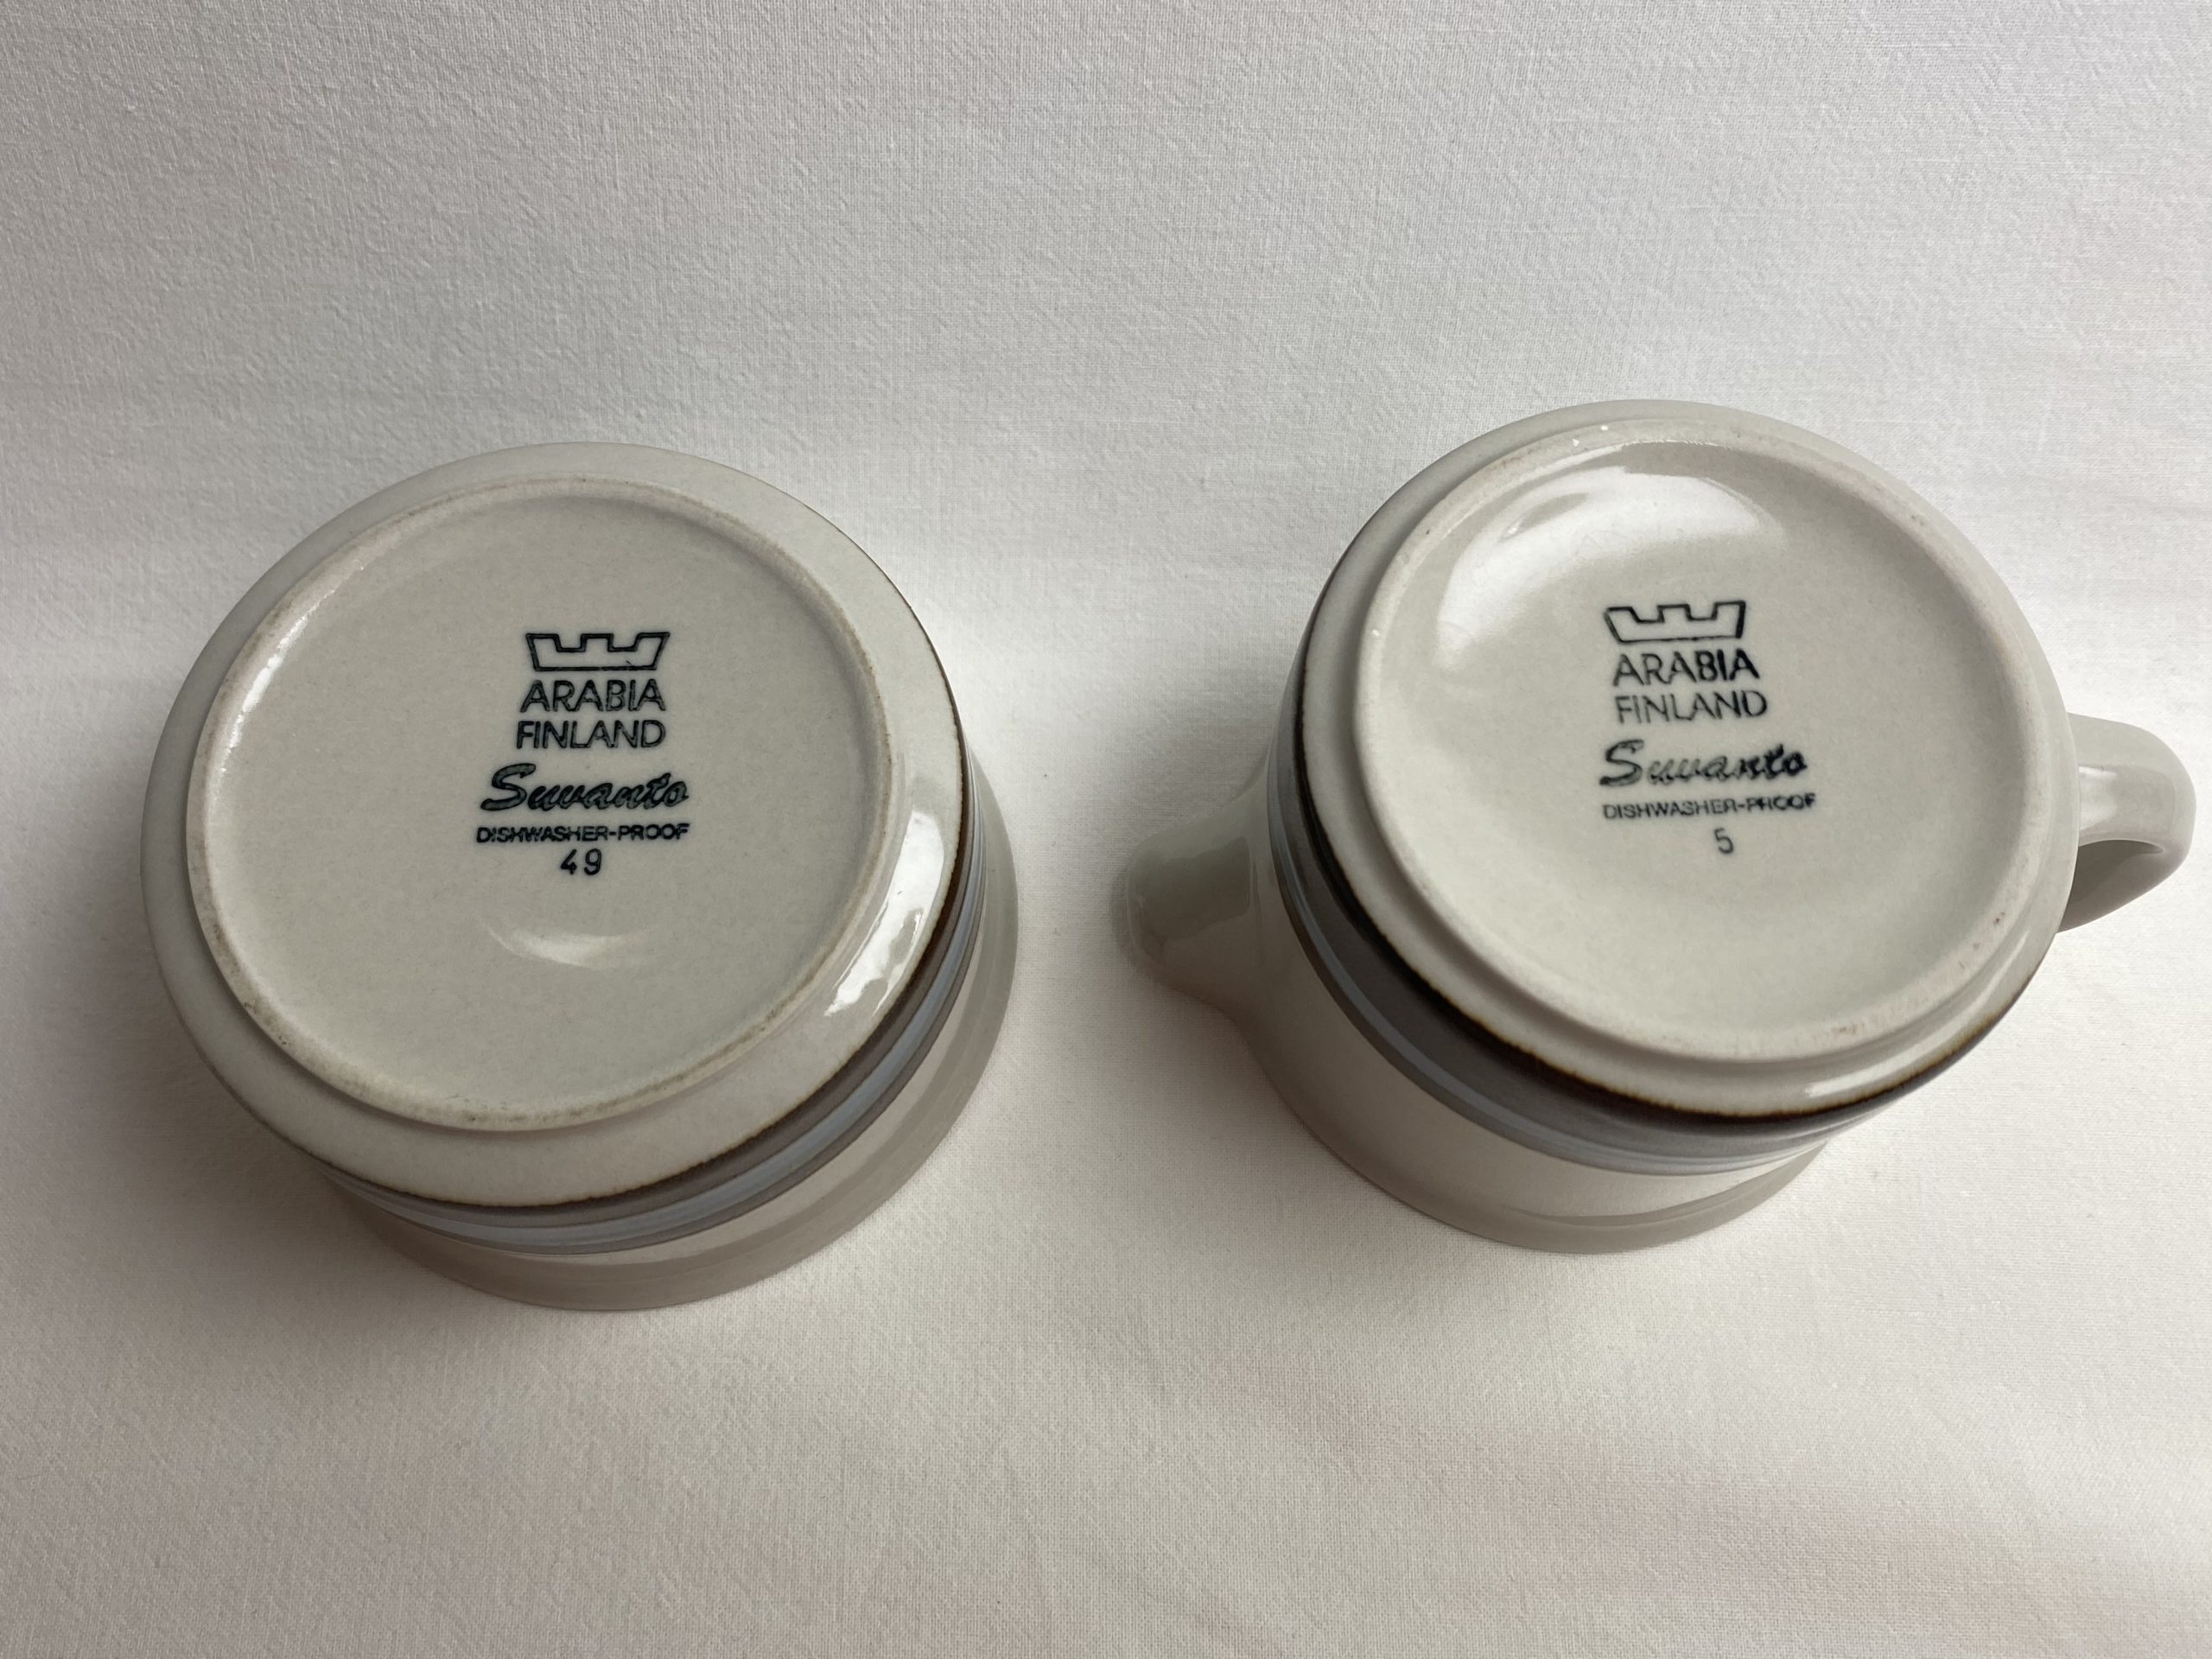 ARABIA
FINLAND
Suvanto
DISHWASHER-PROOF
49
ARABIA
FINLAND
Suvanto
DISHWASHER-PROOF
5